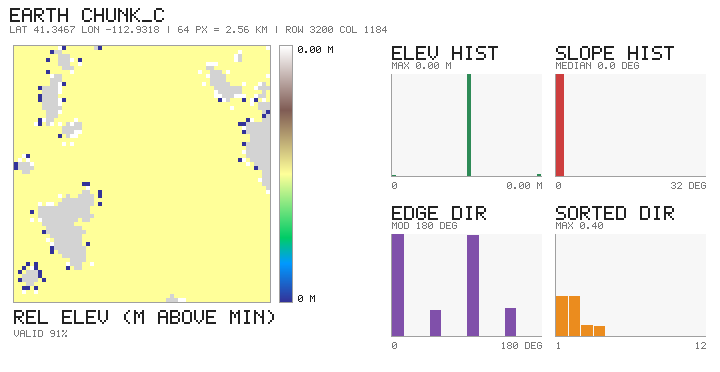 EARTH CHUNK_C
LAT 41.3467 LON -112.9318 | 64 PX = 2.56 KM | ROW 3200 COL 1184
0.00 M
0 M
REL ELEV (M ABOVE MIN)
VALID 91%
ELEV HIST
MAX 0.00 M
0 0.00 M
SLOPE HIST
MEDIAN 0.0 DEG
0 32 DEG
EDGE DIR
MOD 180 DEG
0 180 DEG
SORTED DIR
MAX 0.40
1 12